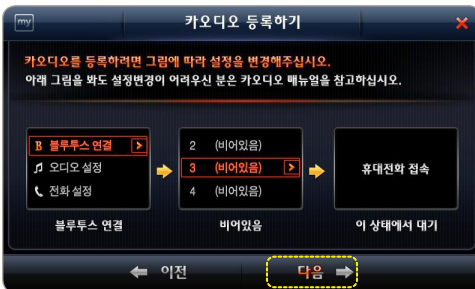 my
카오디오 등록하기
카오디오를 등록하려면 그림에 따라 설정을 변경해주십시오.
아래 그림을 봐도 설정변경이 어려우신 분은 카오디오 매뉴얼을 참고하십시오.
B 블루투스 연결
오디오 설정
전화 설정
블루투스 연결
2 (비어있음)
3 (비어있음)
4 (비어있음)
비어있음
휴대전화 접속
이 상태에서 대기
이전
다음